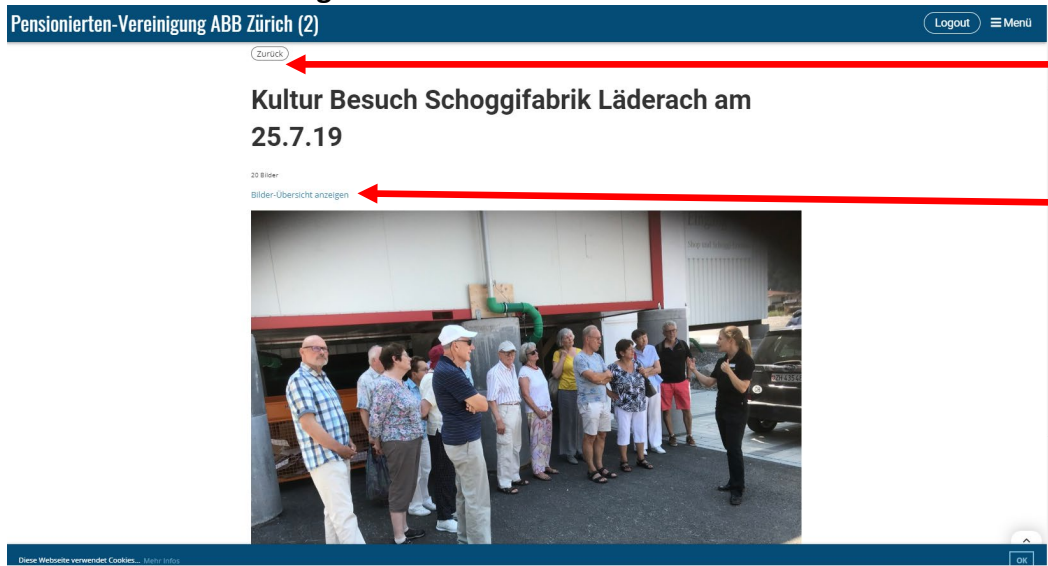 Pensionierten-Vereinigung ABB Zürich (2)
Logout
Menü
Zurück
Kultur Besuch Schoggifabrik Läderach am
25.7.19
20 Bilder
Bilder-Übersicht anzeigen
Diese Webseite verwendet Cookies... Mehr Infos
OK